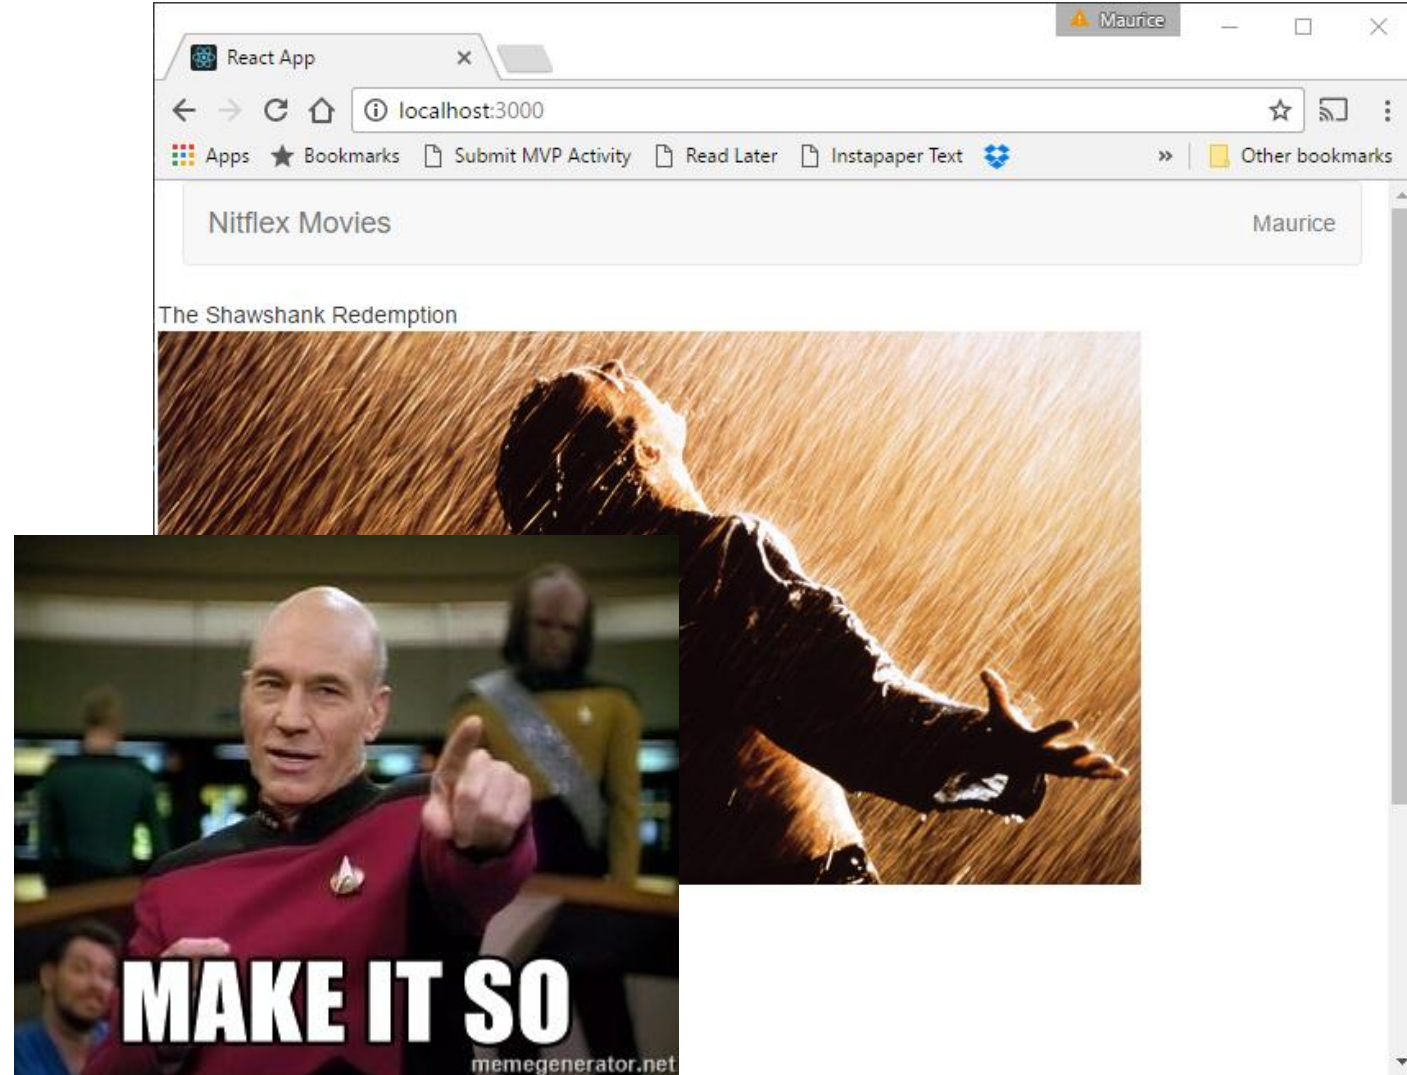 Maurice
React App
localhost:3000
Apps Bookmarks Submit MVP Activity Read Later Instapaper Text » Other bookmarks
Nitflex Movies Maurice
The Shawshank Redemption
MAKE IT SO
memegenerator.net